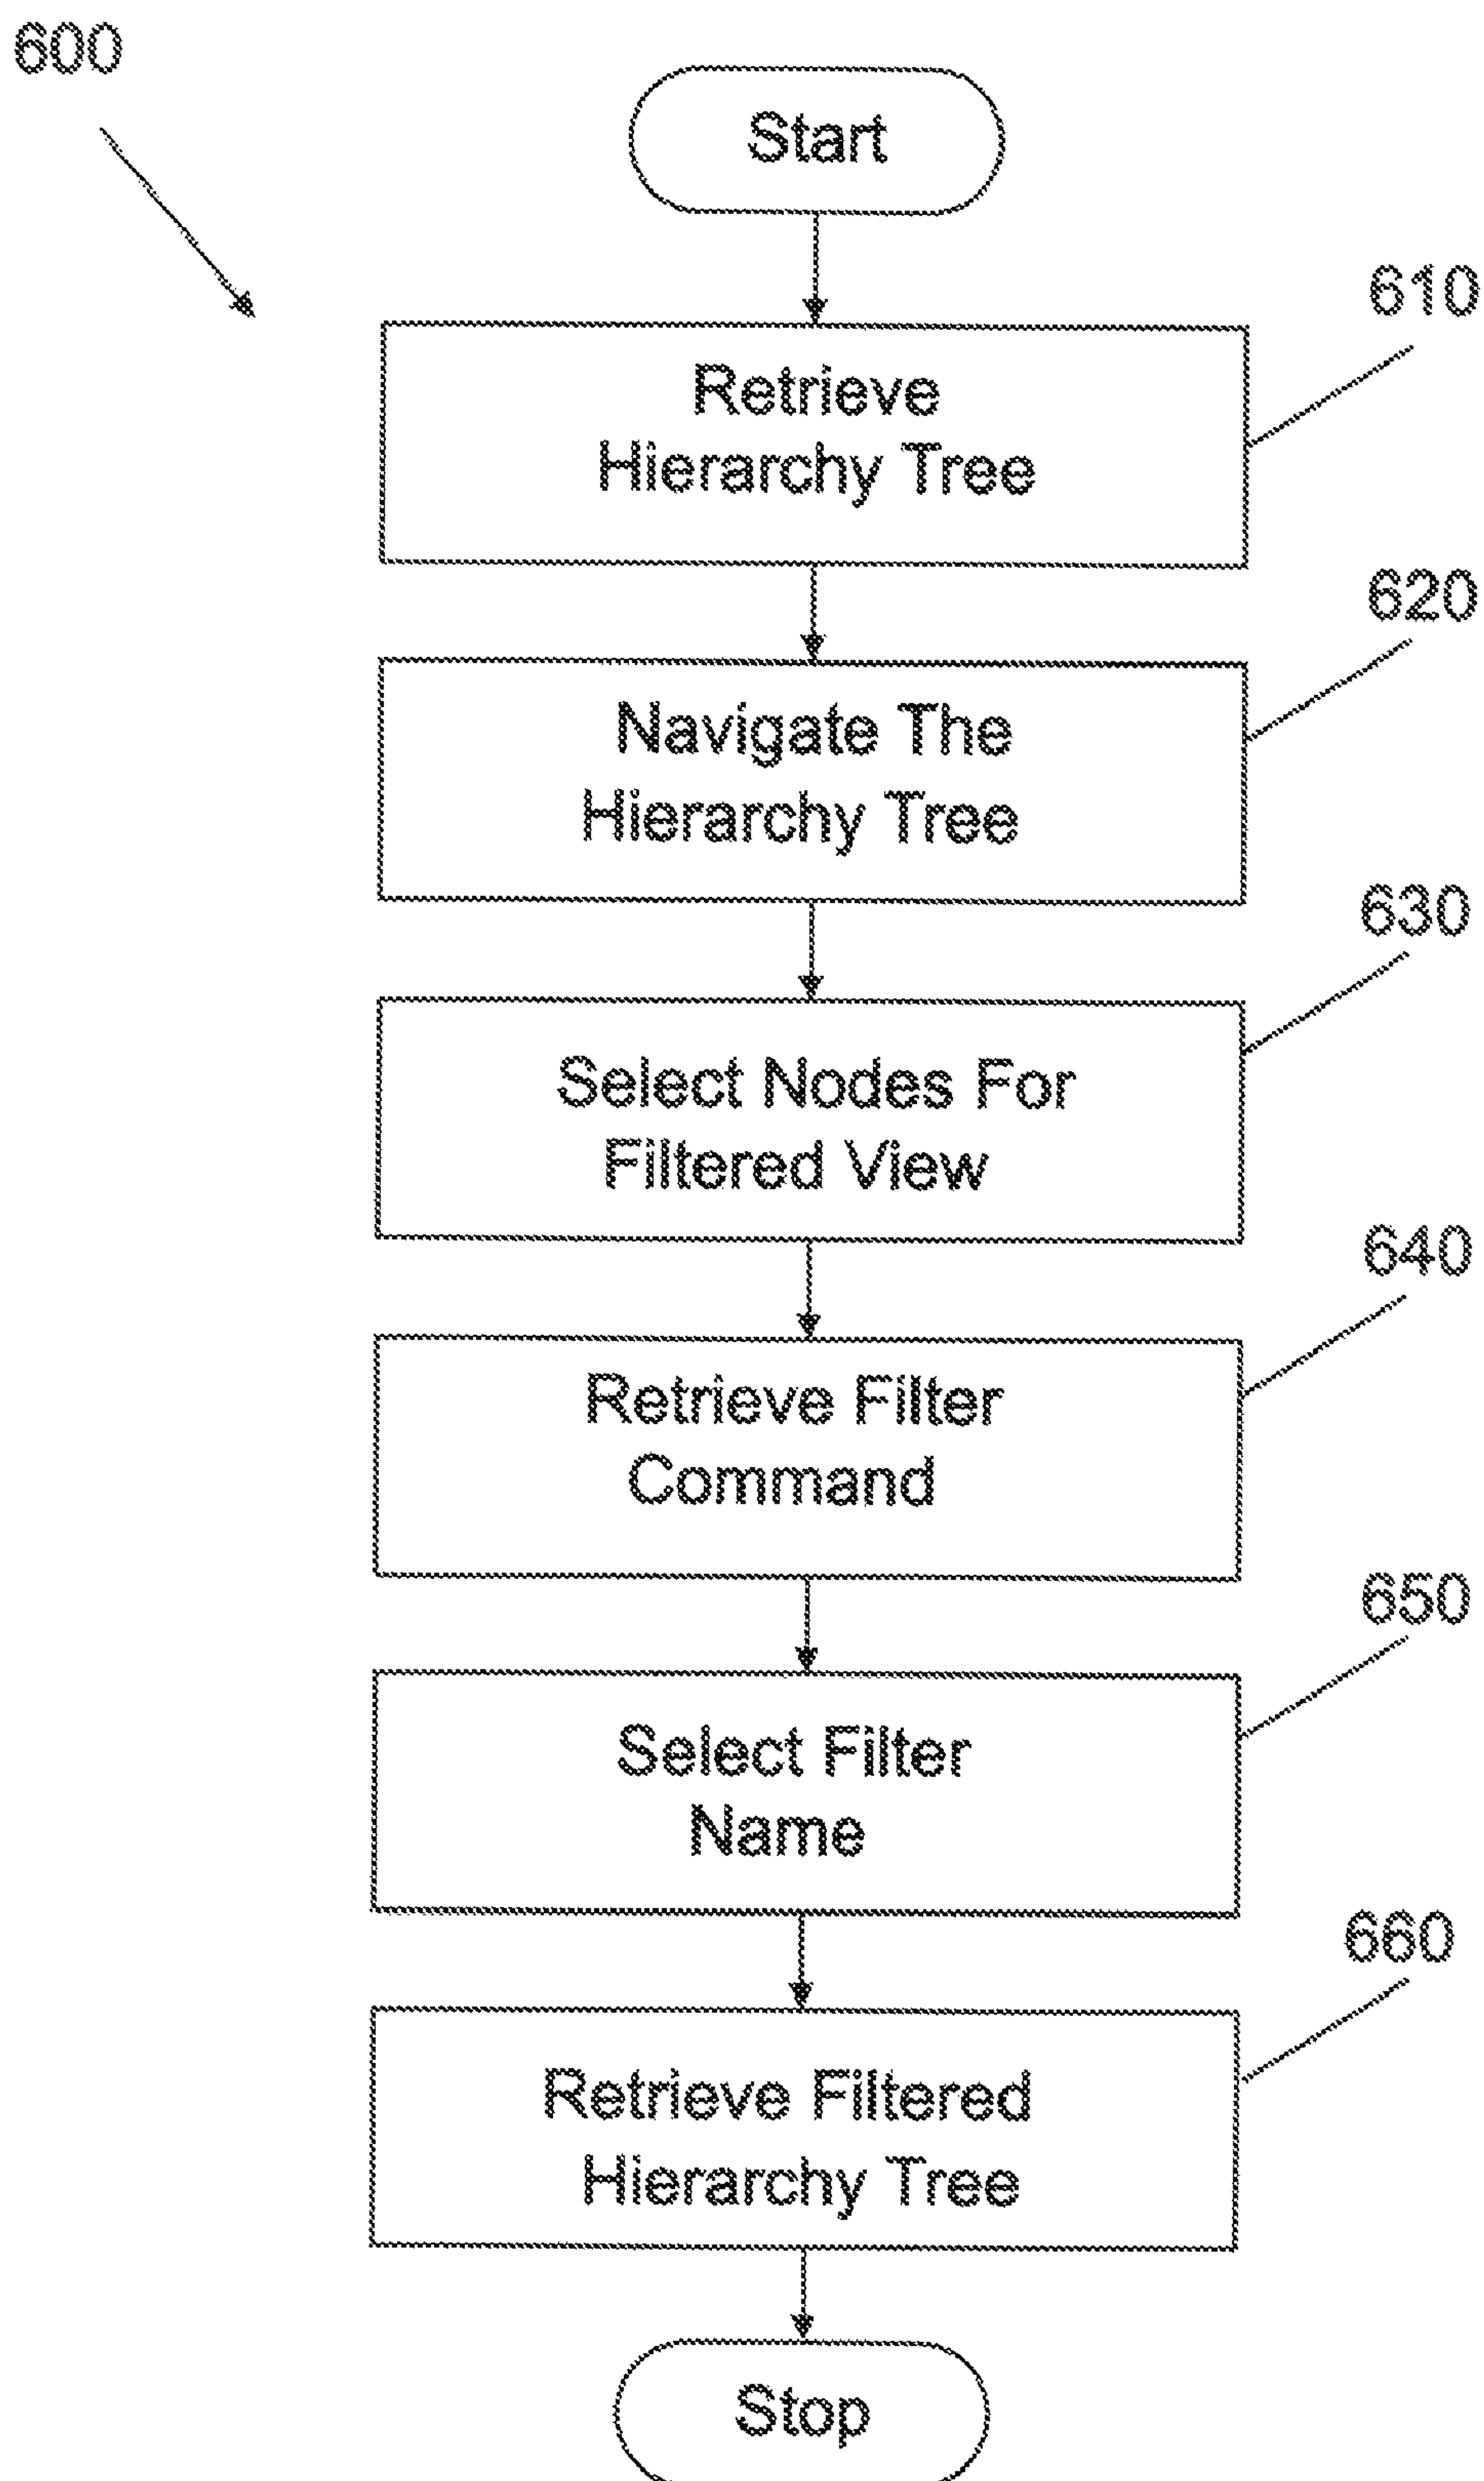 600
Start
610
Retrieve
Hierarchy Tree
620
Navigate The
Hierarchy Tree
630
Select Nodes For
Filtered View
640
Retrieve Filter
Command
650
Select Filter
Name
660
Retrieve Filtered
Hierarchy Tree
Stop